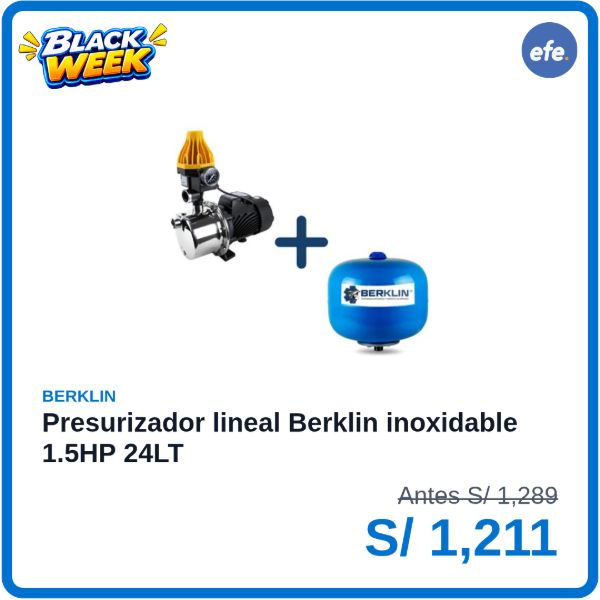 BLACK
WEEK
efe.
BERKLIN®
BERKLIN
Presurizador lineal Berklin inoxidable
1.5HP 24LT
Antes S/ 1,289
S/ 1,211